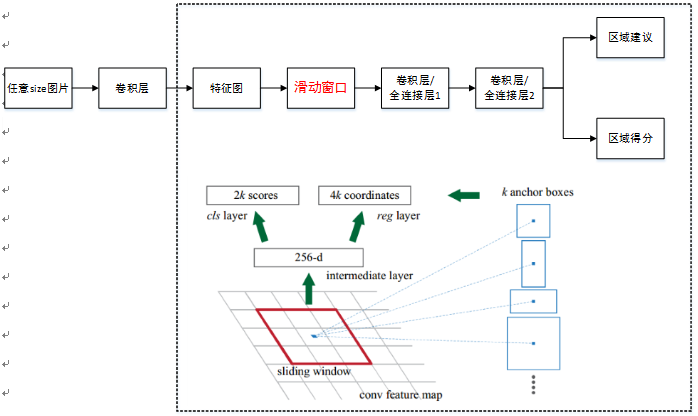 任意size图片
卷积层
特征图
滑动窗口
卷积层/
全连接层1
卷积层/
全连接层2
区域建议
区域得分
2k scores
4k coordinates
k anchor boxes
cls layer
reg layer
256-d
intermediate layer
sliding window
conv feature map